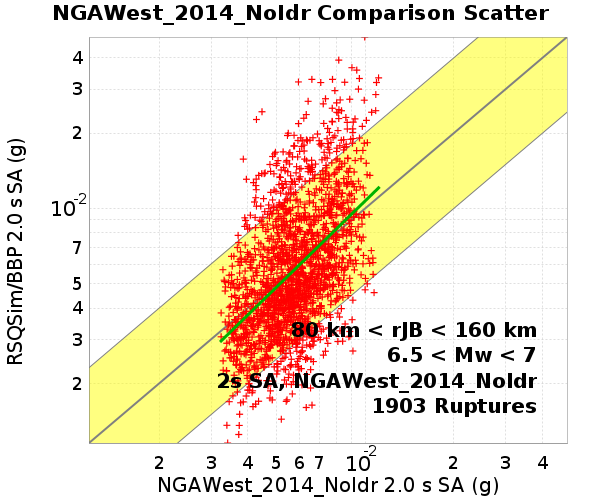 NGAWest_2014_NoIdr Comparison Scatter
RSQSim/BBP 2.0 s SA (g)
4
3
2
10⁻²
7
5
4
3
2
80 km < rJB < 160 km
6.5 < Mw < 7
2s SA, NGAWest_2014_NoIdr
1903 Ruptures
2 3 4 5 6 7 10⁻² 2 3 4
NGAWest_2014_NoIdr 2.0 s SA (g)